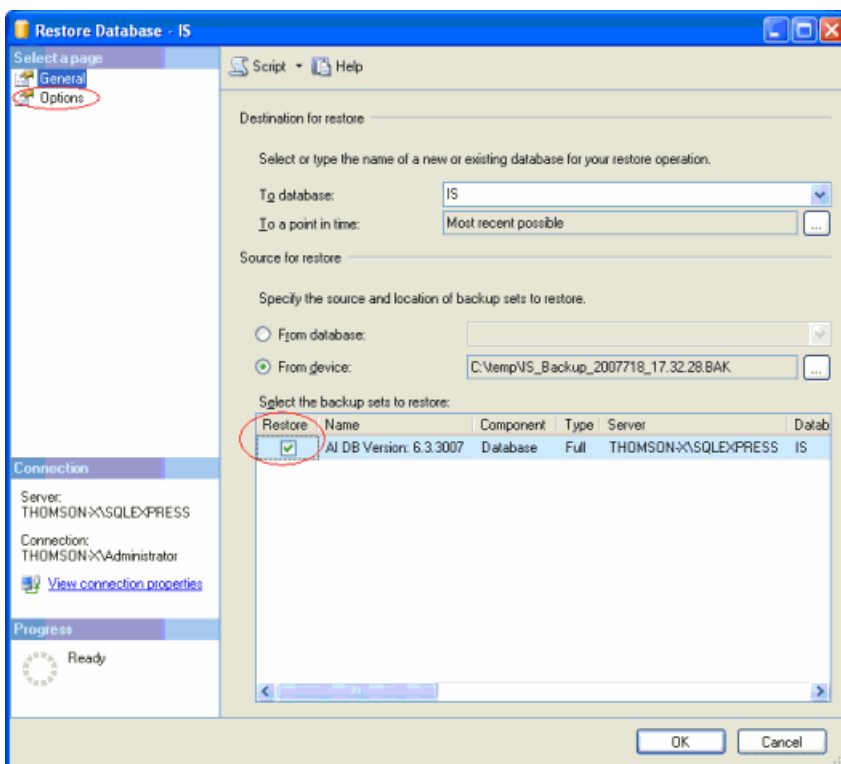 Restore Database - IS
Select a page
General
Options
Script Help
Destination for restore
Select or type the name of a new or existing database for your restore operation.
To database: IS
To a point in time: Most recent possible ...
Source for restore
Specify the source and location of backup sets to restore.
From database:
From device: C:\temp\IS_Backup_2007718_17.32.28.BAK ...
Select the backup sets to restore:
Restore Name Component Type Server Datab
AI DB Version: 6.3.3007 Database Full THOMSON-X\SQLEXPRESS IS
Connection
Server:
THOMSON-X\SQLEXPRESS
Connection:
THOMSON-X\Administrator
View connection properties
Progress
Ready
OK Cancel